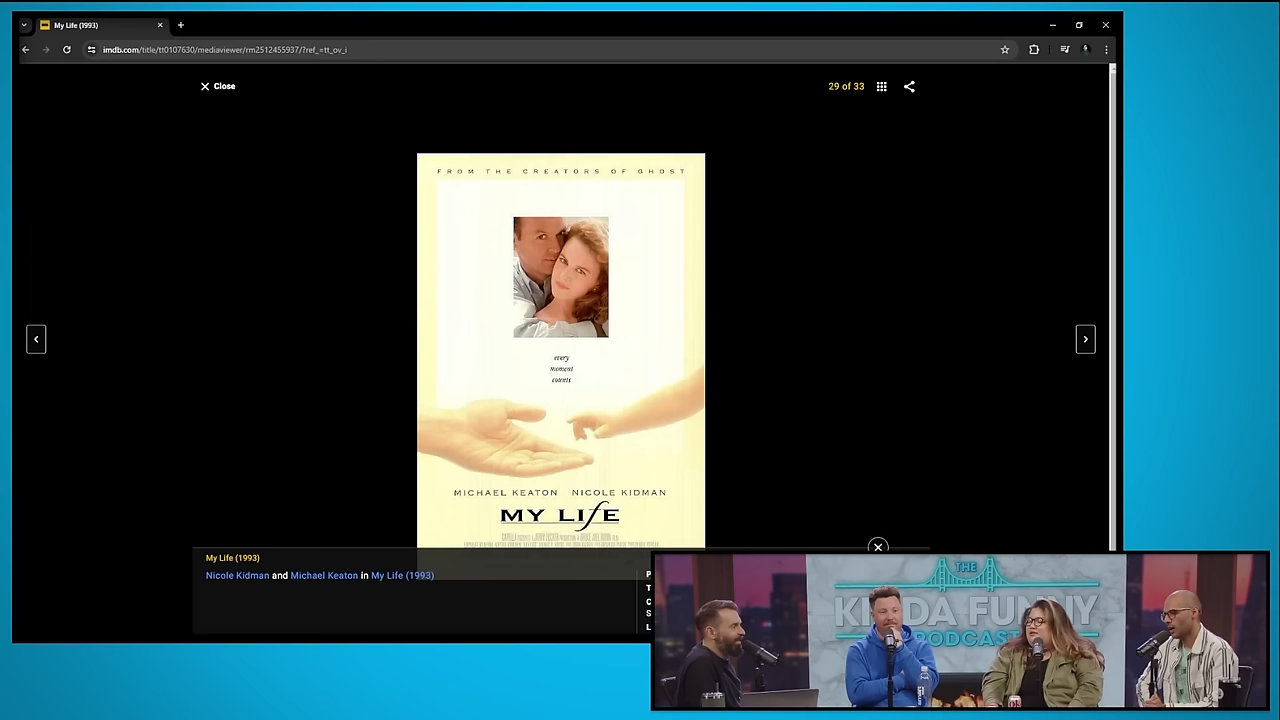 My Life (1993)
imdb.com/title/tt0107630/mediaviewer/rm2512455937/?ref_=tt_ov_i
Close
29 of 33
FROM THE CREATORS OF GHOST
every
moment
counts
MICHAEL KEATON NICOLE KIDMAN
MY LIFE
My Life (1993)
Nicole Kidman and Michael Keaton in My Life (1993)
P
T
C
S
L
THE
KINDA FUNNY
PODCAST